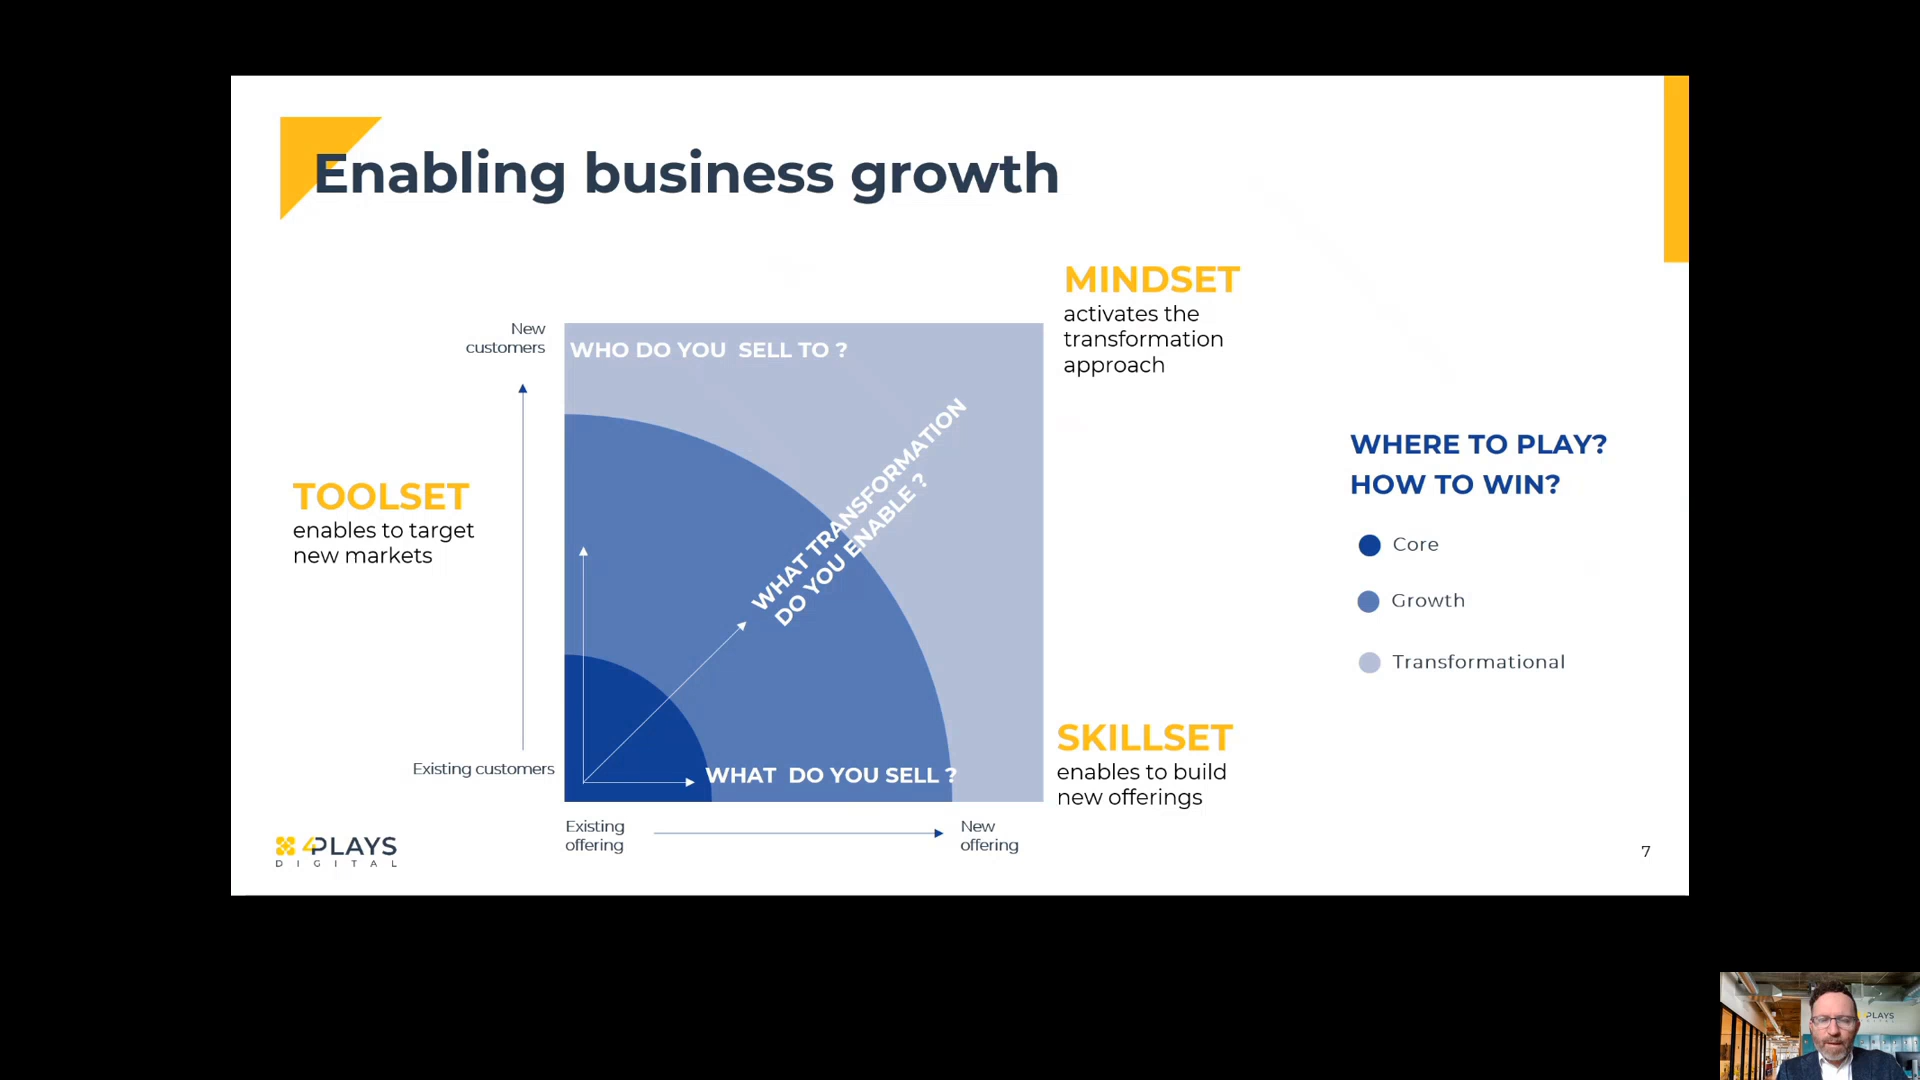 Enabling business growth
MINDSET
activates the
transformation
approach
New
customers
WHO DO YOU  SELL TO ?
WHAT TRANSFORMATION
DO YOU ENABLE ?
WHERE TO PLAY?
HOW TO WIN?
TOOLSET
enables to target
new markets
Core
Growth
Transformational
SKILLSET
enables to build
new offerings
Existing customers
WHAT  DO YOU SELL ?
Existing
offering
New
offering
4PLAYS
DIGITAL
7
PLAYS